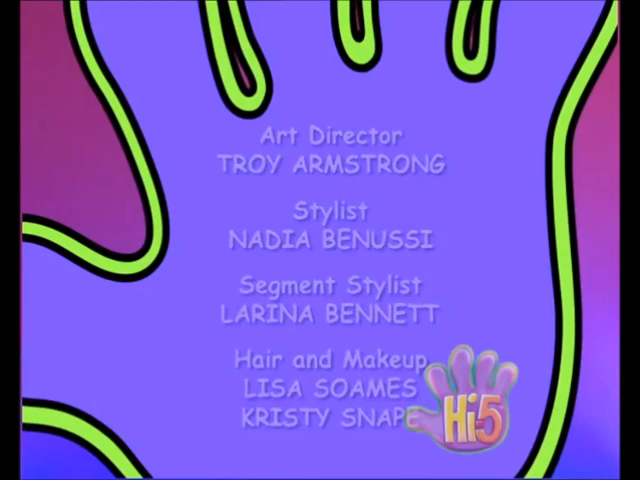 Art Director
TROY ARMSTRONG
Stylist
NADIA BENUSSI
Segment Stylist
LARINA BENNETT
Hair and Makeup
LISA SOAMES
KRISTY SNAPE
Hi-5